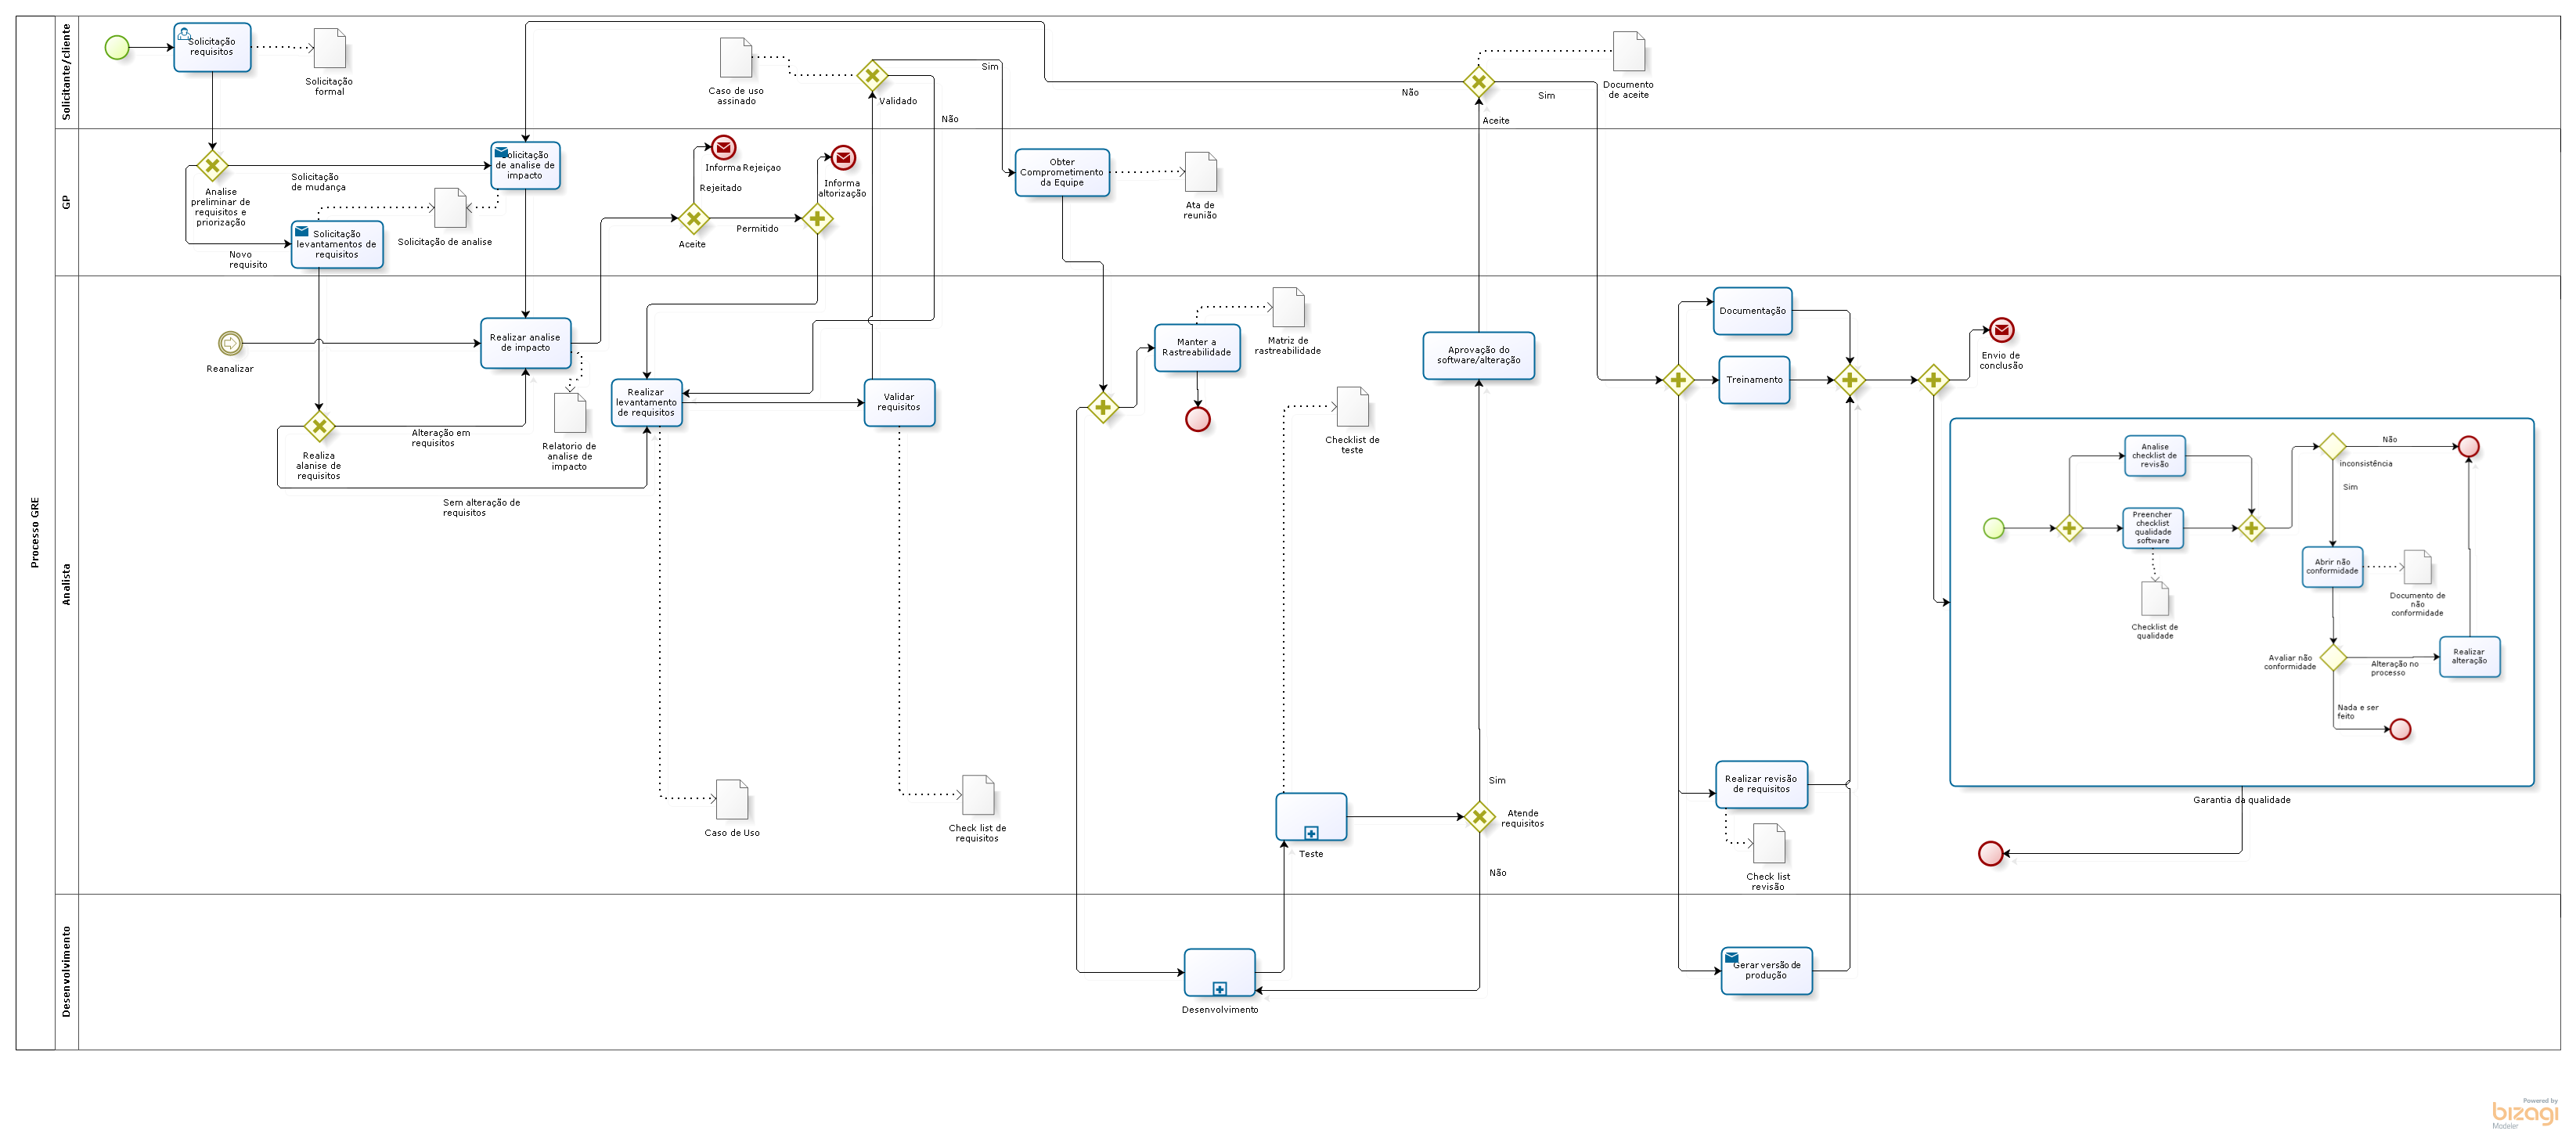 Processo GRE
Solicitante/cliente
Solicitação
requisitos
Solicitação
formal
Caso de uso
assinado
Validado
Sim
Não
Não
Sim
Aceite
Documento
de aceite
GP
Analise
preliminar de
requisitos e
priorização
Solicitação
de mudança
Novo
requisito
Solicitação
de analise de
impacto
Solicitação
levantamentos de
requisitos
Solicitação de analise
Aceite
Rejeitado
Informa Rejeiçao
Permitido
Informa
altorização
Obter
Comprometimento
da Equipe
Ata de
reunião
Analista
Reanalizar
Realiza
alanise de
requisitos
Alteração em
requisitos
Sem alteração de
requisitos
Realizar analise
de impacto
Relatorio de
analise de
impacto
Realizar
levantamento
de requisitos
Validar
requisitos
Caso de Uso
Check list de
requisitos
Manter a
Rastreabilidade
Matriz de
rastreabilidade
Checklist de
teste
Teste
Aprovação do
software/alteração
Sim
Atende
requisitos
Não
Documentação
Treinamento
Realizar revisão
de requisitos
Check list
revisão
Envio de
conclusão
Analise
checklist de
revisão
Preencher
checklist
qualidade
software
Checklist de
qualidade
Não
inconsistência
Sim
Abrir não
conformidade
Documento de
não
conformidade
Avaliar não
conformidade
Alteração no
processo
Realizar
alteração
Nada e ser
feito
Garantia da qualidade
Desenvolvimento
Desenvolvimento
Gerar versão de
produção
Powered by
bizagi
Modeler